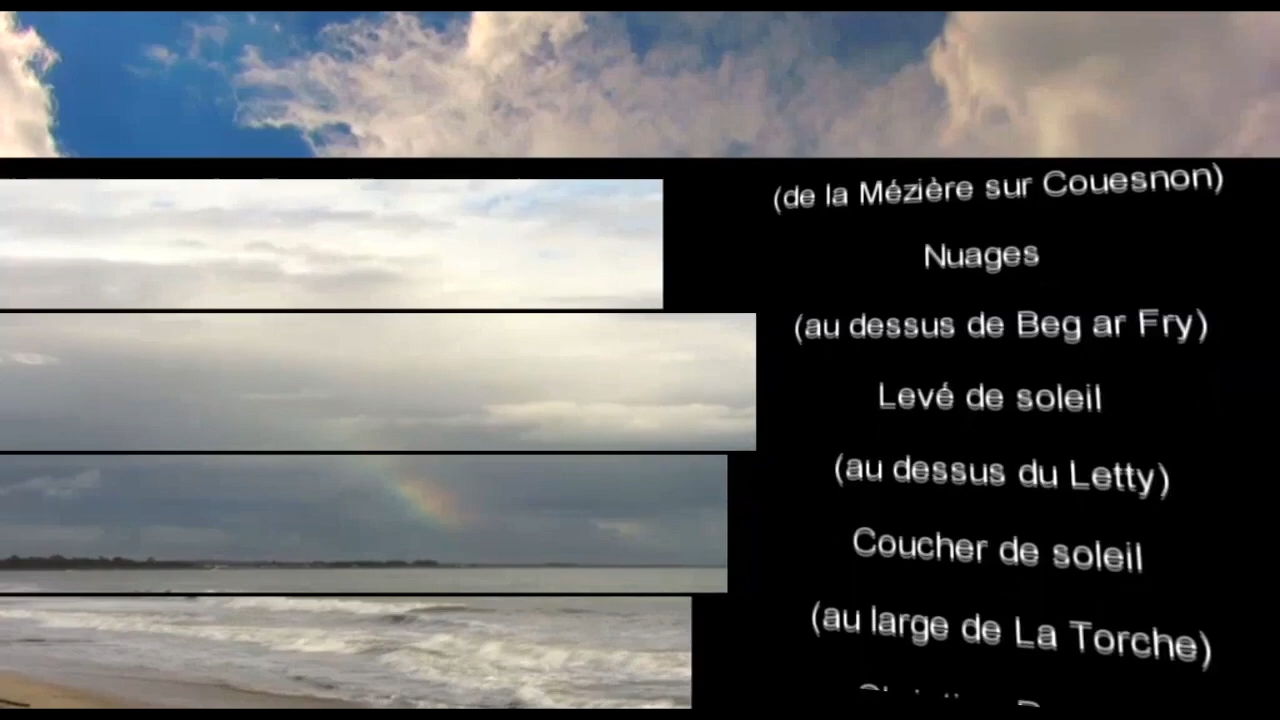 (de la Mézière sur Couesnon)
Nuages
(au dessus de Beg ar Fry)
Levé de soleil
(au dessus du Letty)
Coucher de soleil
(au large de La Torche)